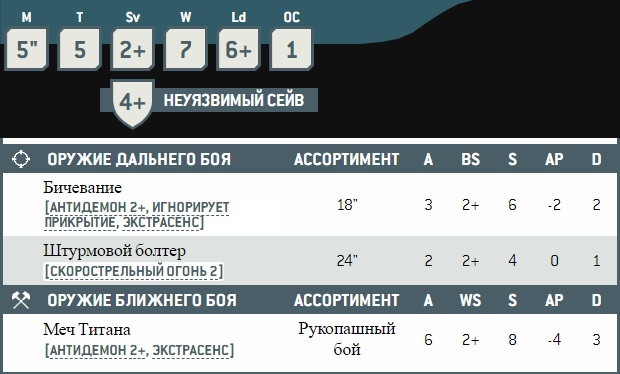 M T Sv W Ld OC
5" 5 2+ 7 6+ 1
4+ НЕУЯЗВИМЫЙ СЕЙВ
ОРУЖИЕ ДАЛЬНЕГО БОЯ АССОРТИМЕНТ A BS S AP D
Бичевание
[АНТИДЕМОН 2+, ИГНОРИРУЕТ
ПРИКРЫТИЕ, ЭКСТРАСЕНС]
18" 3 2+ 6 -2 2
Штурмовой болтер
[СКОРОСТРЕЛЬНЫЙ ОГОНЬ 2]
24" 2 2+ 4 0 1
ОРУЖИЕ БЛИЖНЕГО БОЯ АССОРТИМЕНТ A WS S AP D
Меч Титана
[АНТИДЕМОН 2+, ЭКСТРАСЕНС]
Рукопашный
бой
6 2+ 8 -4 3